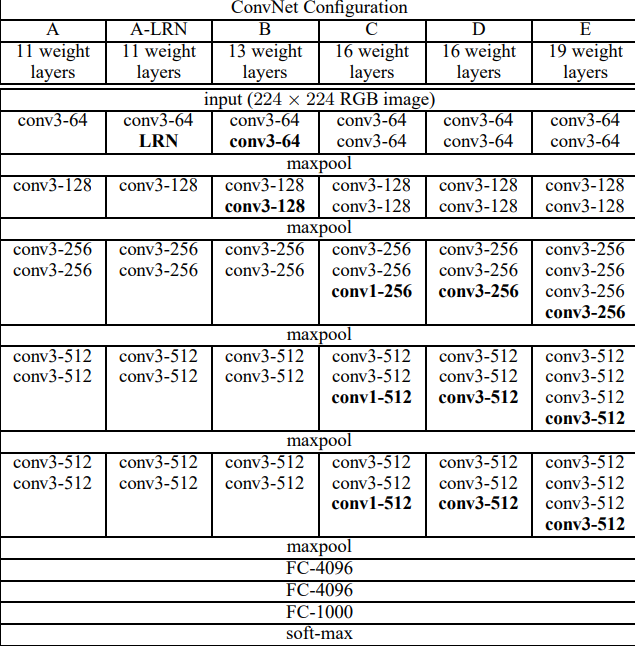 ConvNet Configuration
A A-LRN B C D E
11 weight 11 weight 13 weight 16 weight 16 weight 19 weight
layers layers layers layers layers layers
input (224 × 224 RGB image)
conv3-64 conv3-64 conv3-64 conv3-64 conv3-64 conv3-64
LRN conv3-64 conv3-64 conv3-64 conv3-64
maxpool
conv3-128 conv3-128 conv3-128 conv3-128 conv3-128 conv3-128
conv3-128 conv3-128 conv3-128 conv3-128
maxpool
conv3-256 conv3-256 conv3-256 conv3-256 conv3-256 conv3-256
conv3-256 conv3-256 conv3-256 conv3-256 conv3-256 conv3-256
conv1-256 conv3-256 conv3-256
conv3-256
maxpool
conv3-512 conv3-512 conv3-512 conv3-512 conv3-512 conv3-512
conv3-512 conv3-512 conv3-512 conv3-512 conv3-512 conv3-512
conv1-512 conv3-512 conv3-512
conv3-512
maxpool
conv3-512 conv3-512 conv3-512 conv3-512 conv3-512 conv3-512
conv3-512 conv3-512 conv3-512 conv3-512 conv3-512 conv3-512
conv1-512 conv3-512 conv3-512
conv3-512
maxpool
FC-4096
FC-4096
FC-1000
soft-max